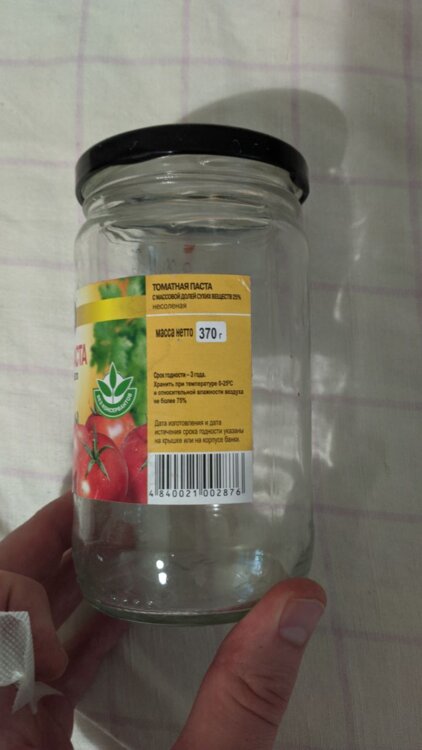 ТОМАТНАЯ ПАСТА
С МАССОВОЙ ДОЛЕЙ СУХИХ ВЕЩЕСТВ 25%
несоленая
МАССА НЕТТО 370 г
Срок годности – 3 года.
Хранить при температуре 0-25ºС
и относительной влажности воздуха
не более 75%
Дата изготовления и дата
истечения срока годности указаны
на крышке или на корпусе банки.
4 840021 002876
БЕЗ КОНСЕРВАНТОВ